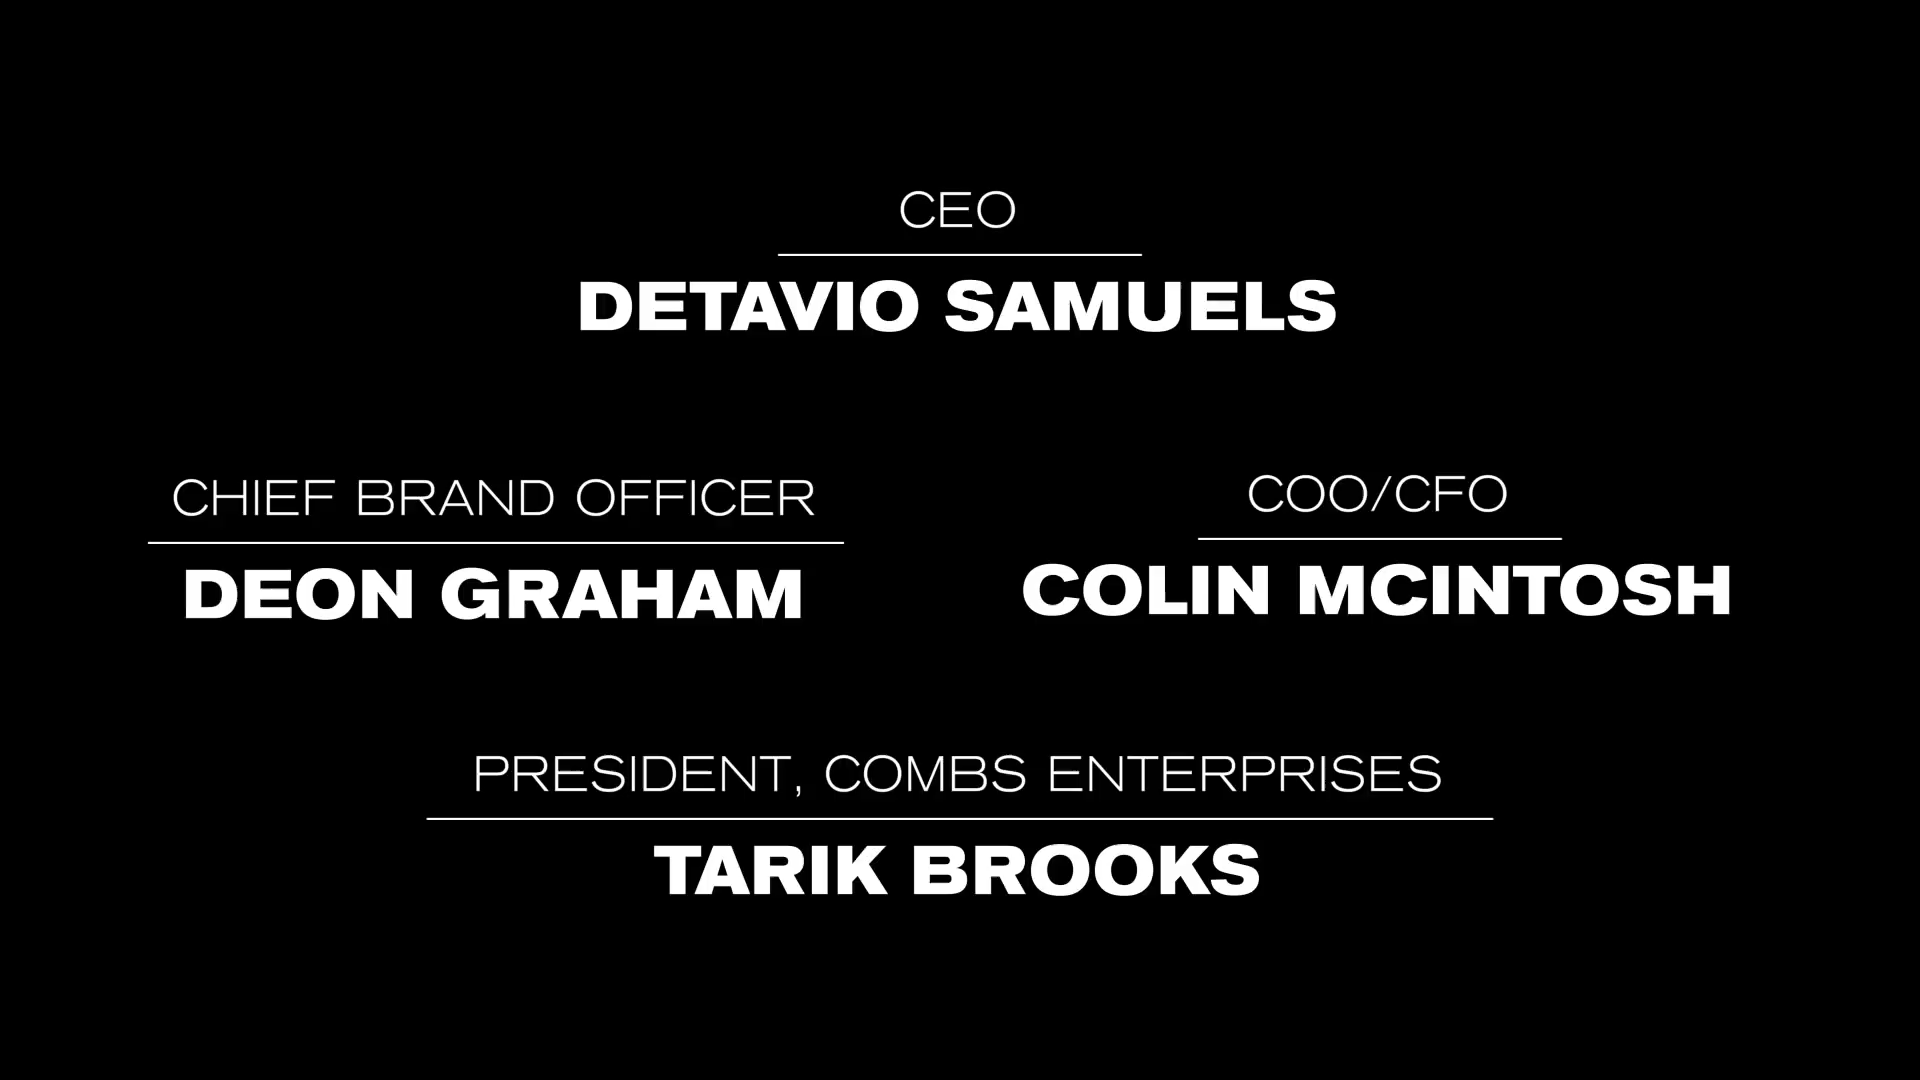 CEO
DETAVIO SAMUELS
CHIEF BRAND OFFICER
DEON GRAHAM
COO/CFO
COLIN MCINTOSH
PRESIDENT, COMBS ENTERPRISES
TARIK BROOKS